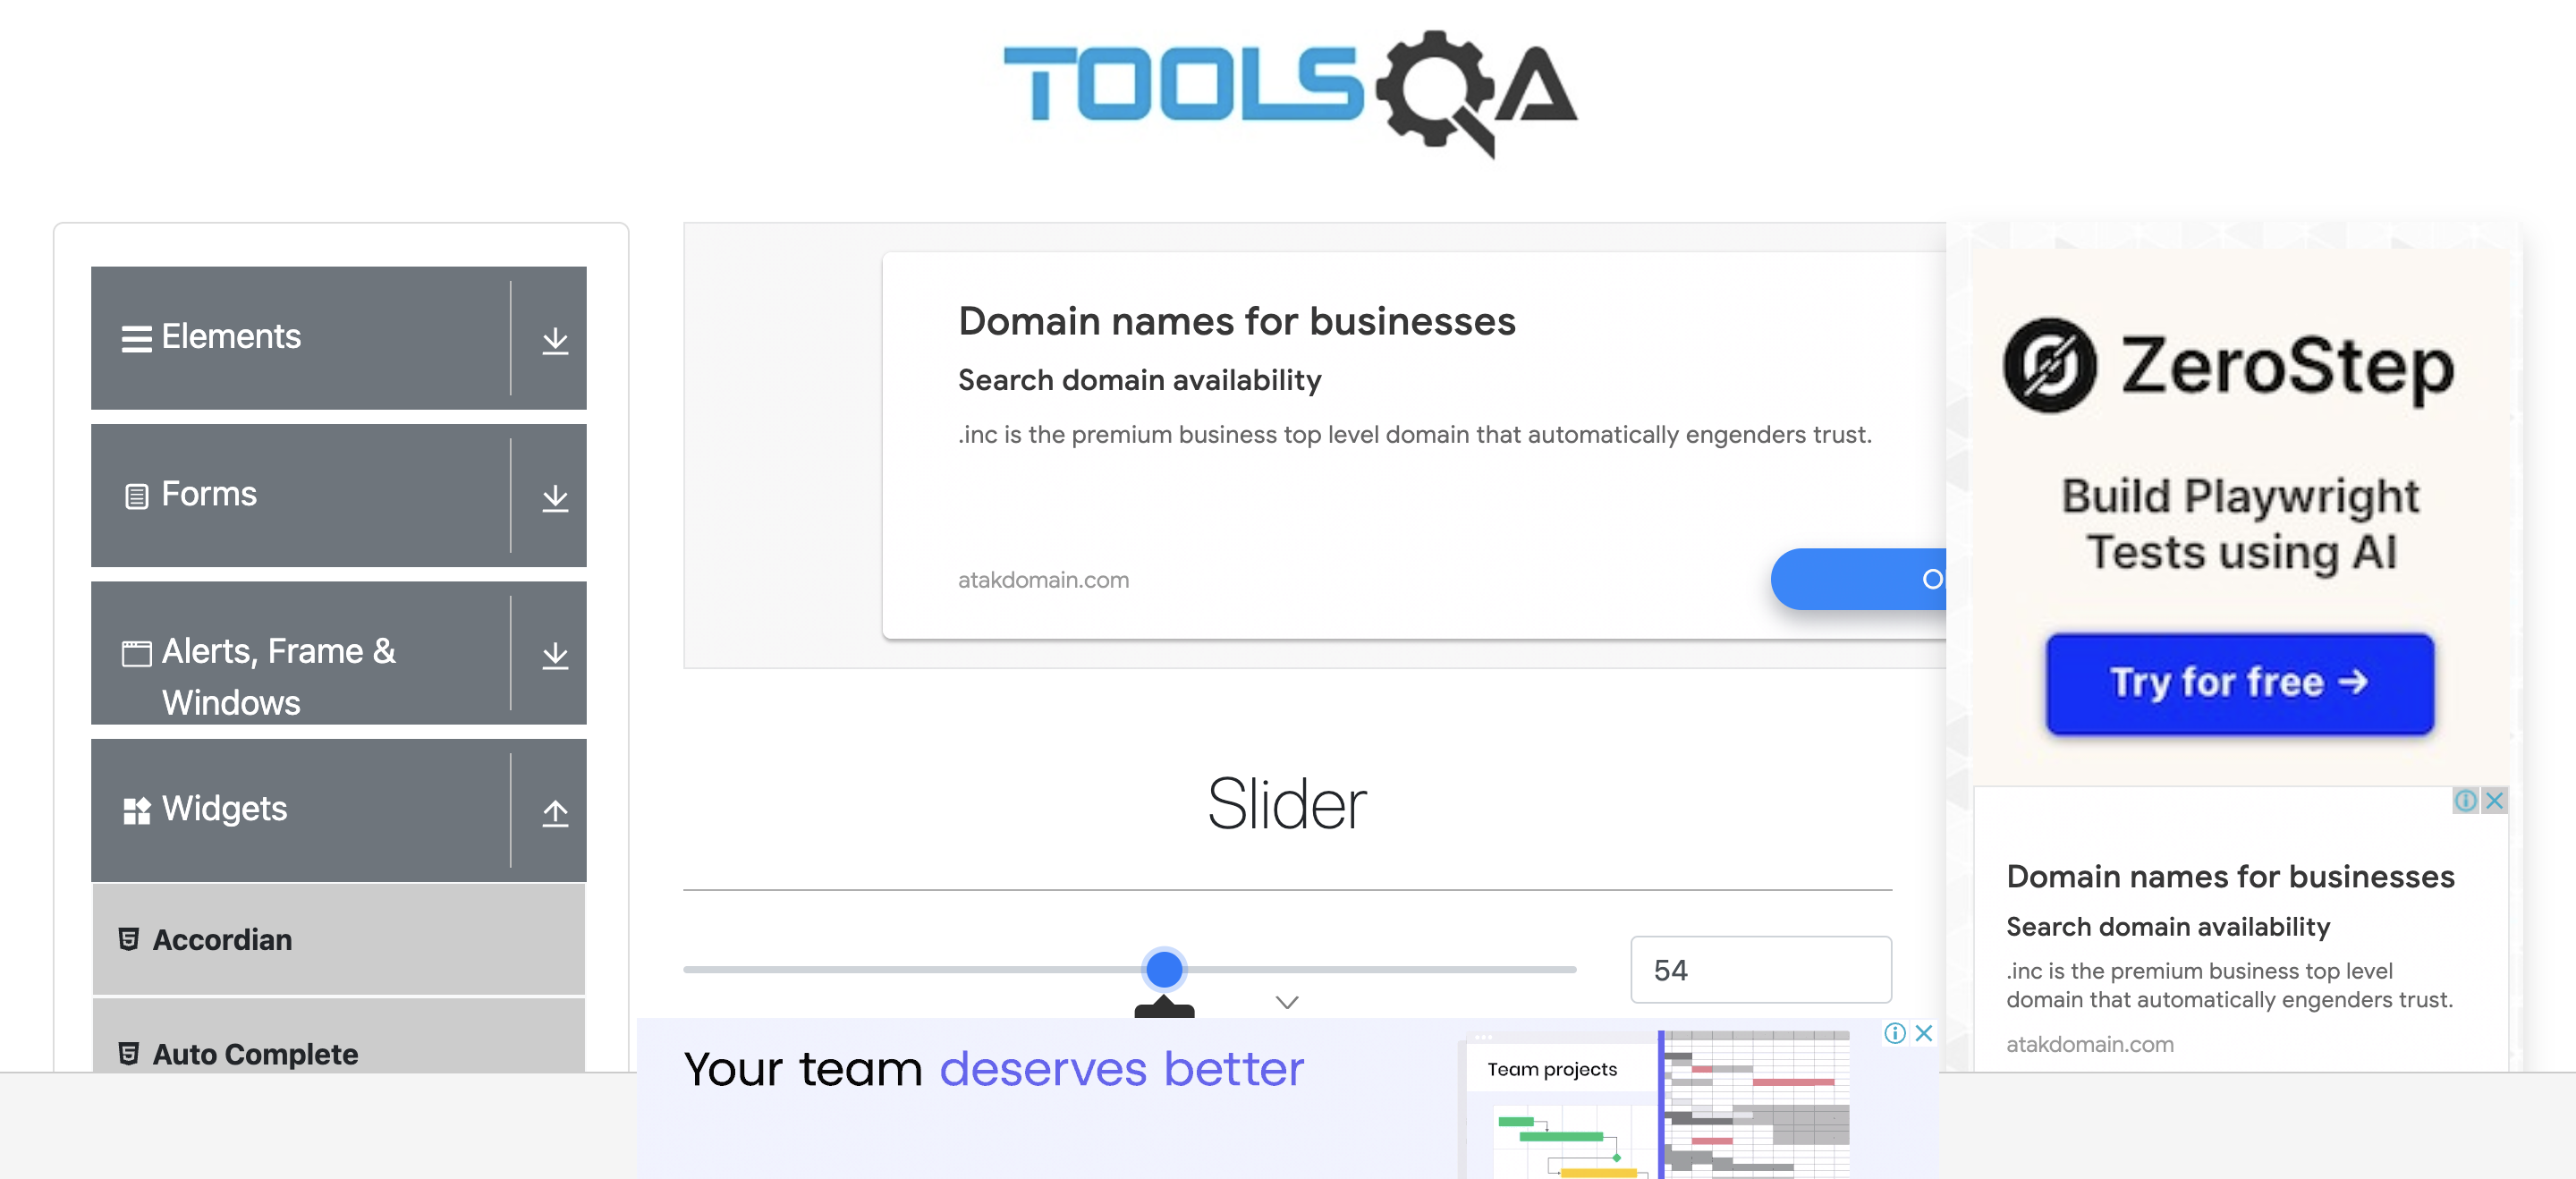 TOOLSQA
Elements
Forms
Alerts, Frame &
Windows
Widgets
Accordian
Auto Complete
Domain names for businesses
Search domain availability
.inc is the premium business top level domain that automatically engenders trust.
atakdomain.com
Slider
54
Your team deserves better
Team projects
ZeroStep
Build Playwright
Tests using AI
Try for free →
Domain names for businesses
Search domain availability
.inc is the premium business top level
domain that automatically engenders trust.
atakdomain.com